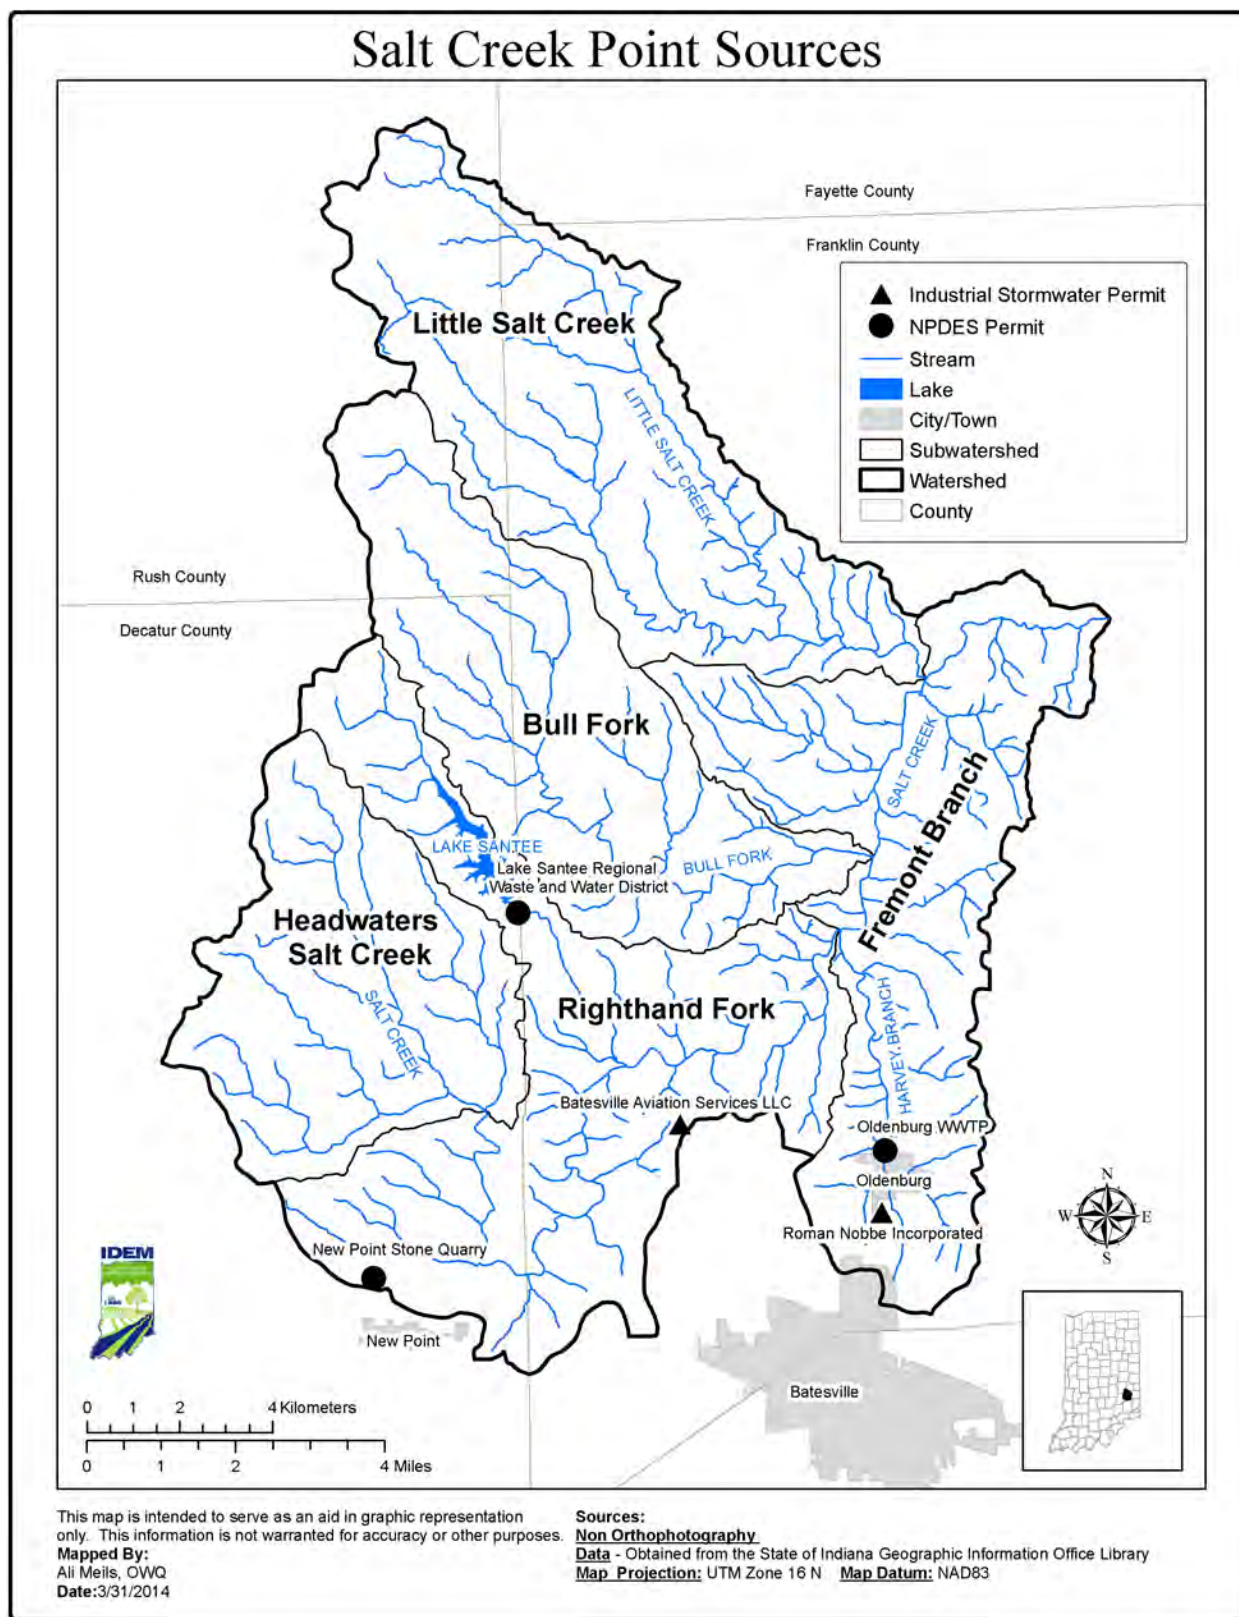 Salt Creek Point Sources
Fayette County
Franklin County
Industrial Stormwater Permit
NPDES Permit
Stream
Lake
City/Town
Subwatershed
Watershed
County
Little Salt Creek
LITTLE SALT CREEK
Rush County
Decatur County
Bull Fork
SALT CREEK
Fremont Branch
LAKE SANTEE
BULL FORK
Lake Santee Regional
Waste and Water District
Headwaters
Salt Creek
SALT CREEK
Righthand Fork
HARVEY BRANCH
Batesville Aviation Services LLC
Oldenburg WWTP
Oldenburg
Roman Nobbe Incorporated
New Point Stone Quarry
New Point
Batesville
N
W E
S
IDEM
0 1 2 4 Kilometers
0 1 2 4 Miles
This map is intended to serve as an aid in graphic representation
only. This information is not warranted for accuracy or other purposes.
Mapped By:
Ali Meils, OWQ
Date:3/31/2014
Sources:
Non Orthophotography
Data - Obtained from the State of Indiana Geographic Information Office Library
Map Projection: UTM Zone 16 N Map Datum: NAD83